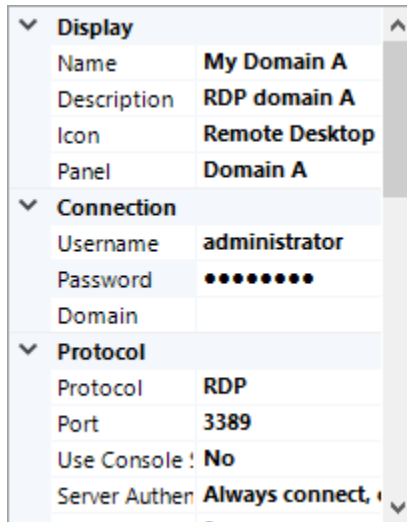 Display
Name My Domain A
Description RDP domain A
Icon Remote Desktop
Panel Domain A
Connection
Username administrator
Password ●●●●●●●●
Domain
Protocol
Protocol RDP
Port 3389
Use Console No
Server Always connect,